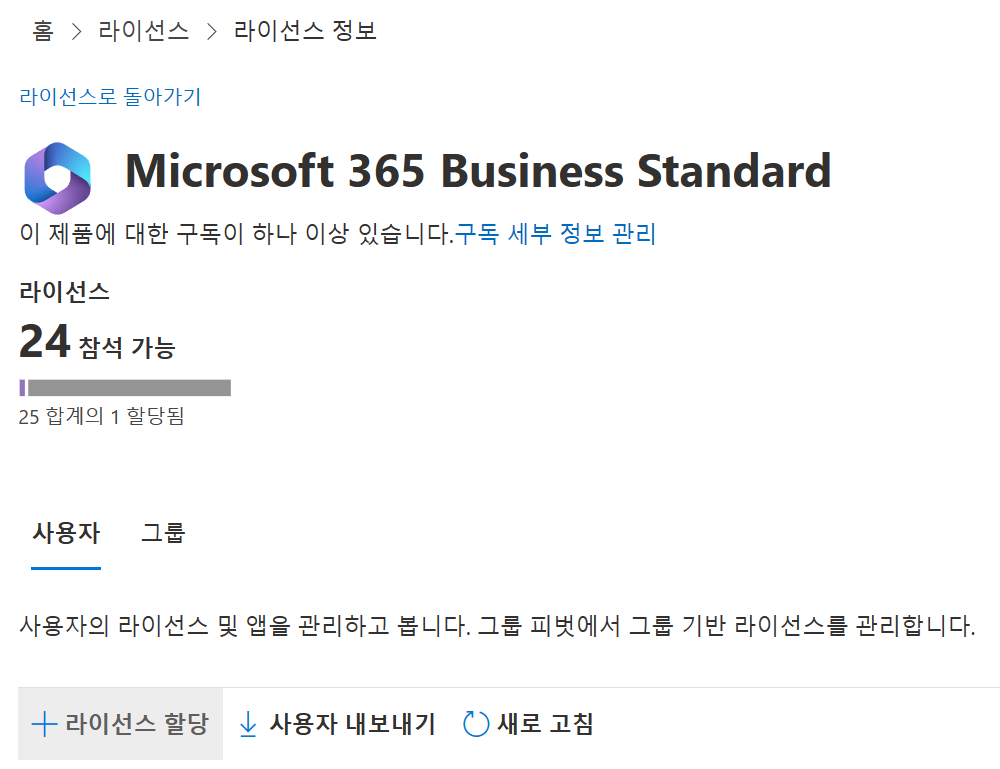 홈 > 라이선스 > 라이선스 정보
라이선스로 돌아가기
Microsoft 365 Business Standard
이 제품에 대한 구독이 하나 이상 있습니다.구독 세부 정보 관리
라이선스
24 참석 가능
25 합계의 1 할당됨
사용자 그룹
사용자의 라이선스 및 앱을 관리하고 봅니다. 그룹 피벗에서 그룹 기반 라이선스를 관리합니다.
+ 라이선스 할당 사용자 내보내기 새로 고침